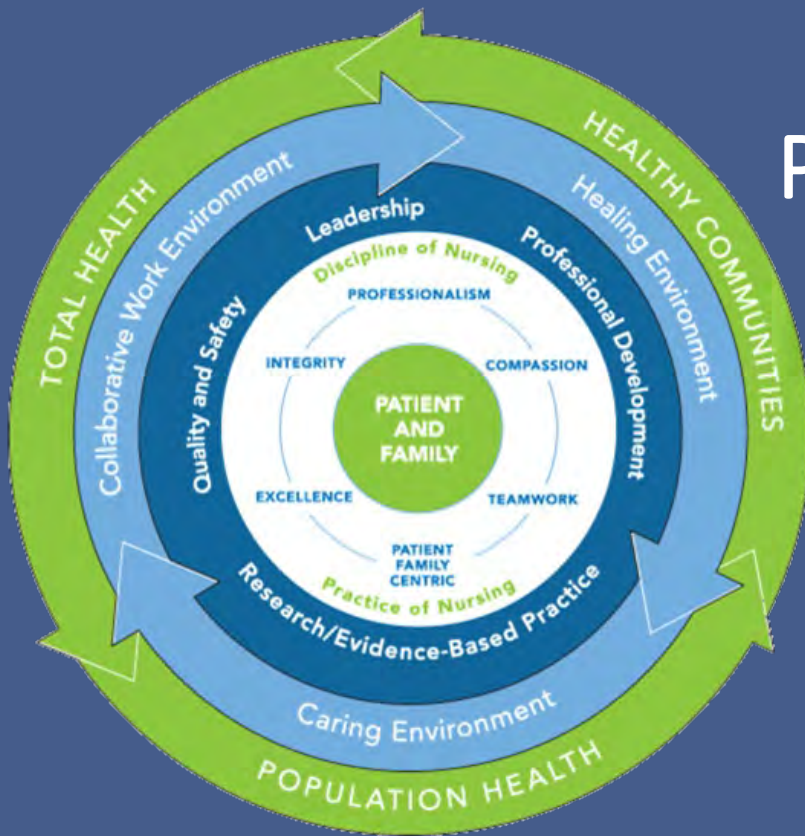 TOTAL HEALTH
HEALTHY COMMUNITIES
POPULATION HEALTH
Collaborative Work Environment
Healing Environment
Caring Environment
Leadership
Professional Development
Quality and Safety
Research/Evidence-Based Practice
Discipline of Nursing
PROFESSIONALISM
INTEGRITY
COMPASSION
PATIENT
AND
FAMILY
EXCELLENCE
TEAMWORK
PATIENT
FAMILY
CENTRIC
Practice of Nursing
P